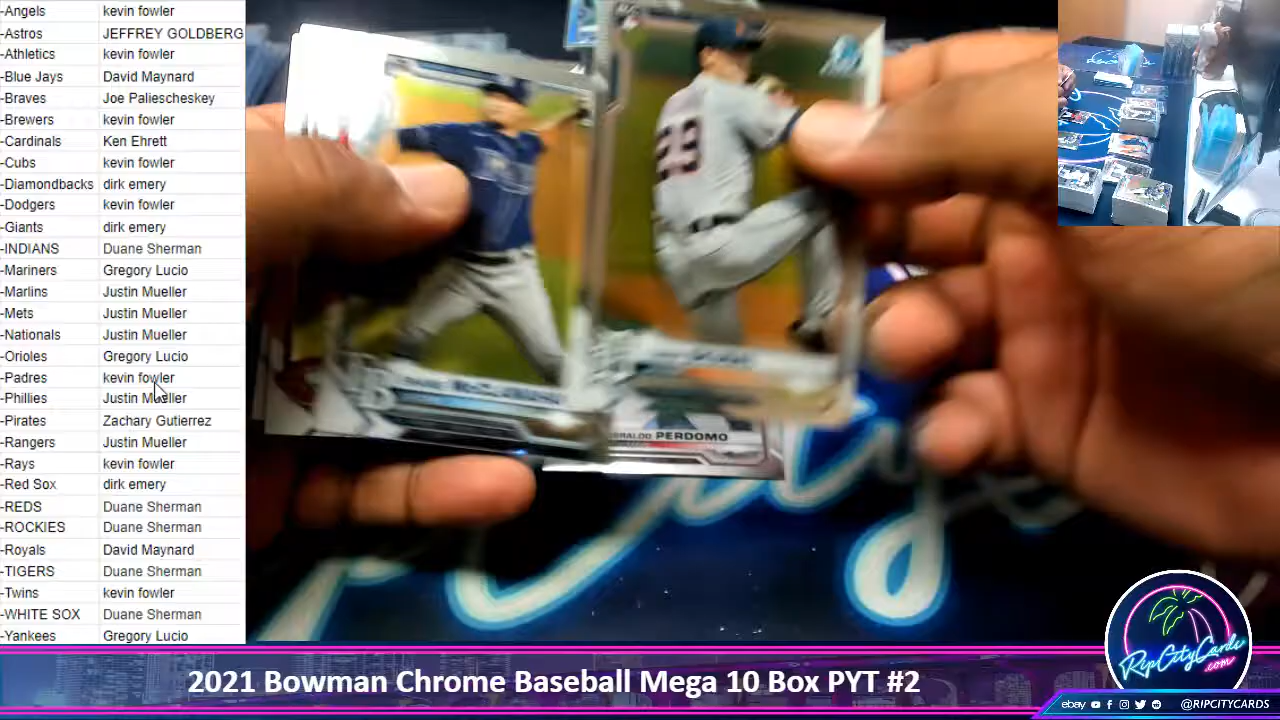 -Angels kevin fowler
-Astros JEFFREY GOLDBERG
-Athletics kevin fowler
-Blue Jays David Maynard
-Braves Joe Paliescheskey
-Brewers kevin fowler
-Cardinals Ken Ehrett
-Cubs kevin fowler
-Diamondbacks dirk emery
-Dodgers kevin fowler
-Giants dirk emery
-INDIANS Duane Sherman
-Mariners Gregory Lucio
-Marlins Justin Mueller
-Mets Justin Mueller
-Nationals Justin Mueller
-Orioles Gregory Lucio
-Padres kevin fowler
-Phillies Justin Mueller
-Pirates Zachary Gutierrez
-Rangers Justin Mueller
-Rays kevin fowler
-Red Sox dirk emery
-REDS Duane Sherman
-ROCKIES Duane Sherman
-Royals David Maynard
-TIGERS Duane Sherman
-Twins kevin fowler
-WHITE SOX Duane Sherman
-Yankees Gregory Lucio
23
PERDOMO
2021 Bowman Chrome Baseball Mega 10 Box PYT #2
RipCityCards
.com
ebay @RIPCITYCARDS